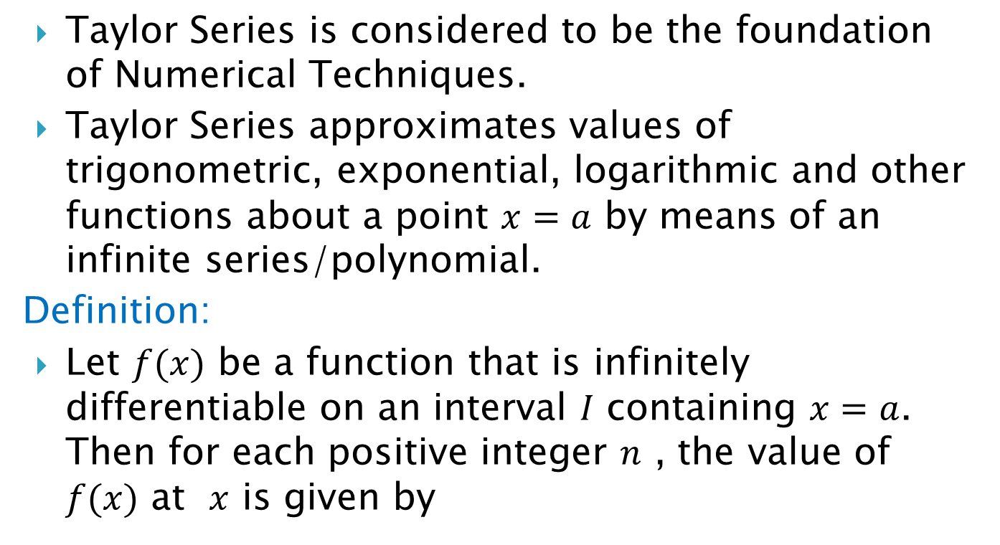 Taylor Series is considered to be the foundation
of Numerical Techniques.
Taylor Series approximates values of
trigonometric, exponential, logarithmic and other
functions about a point 𝑥 = 𝑎 by means of an
infinite series/polynomial.
Definition:
Let 𝑓(𝑥) be a function that is infinitely
differentiable on an interval 𝐼 containing 𝑥 = 𝑎.
Then for each positive integer 𝑛 , the value of
𝑓(𝑥) at 𝑥 is given by